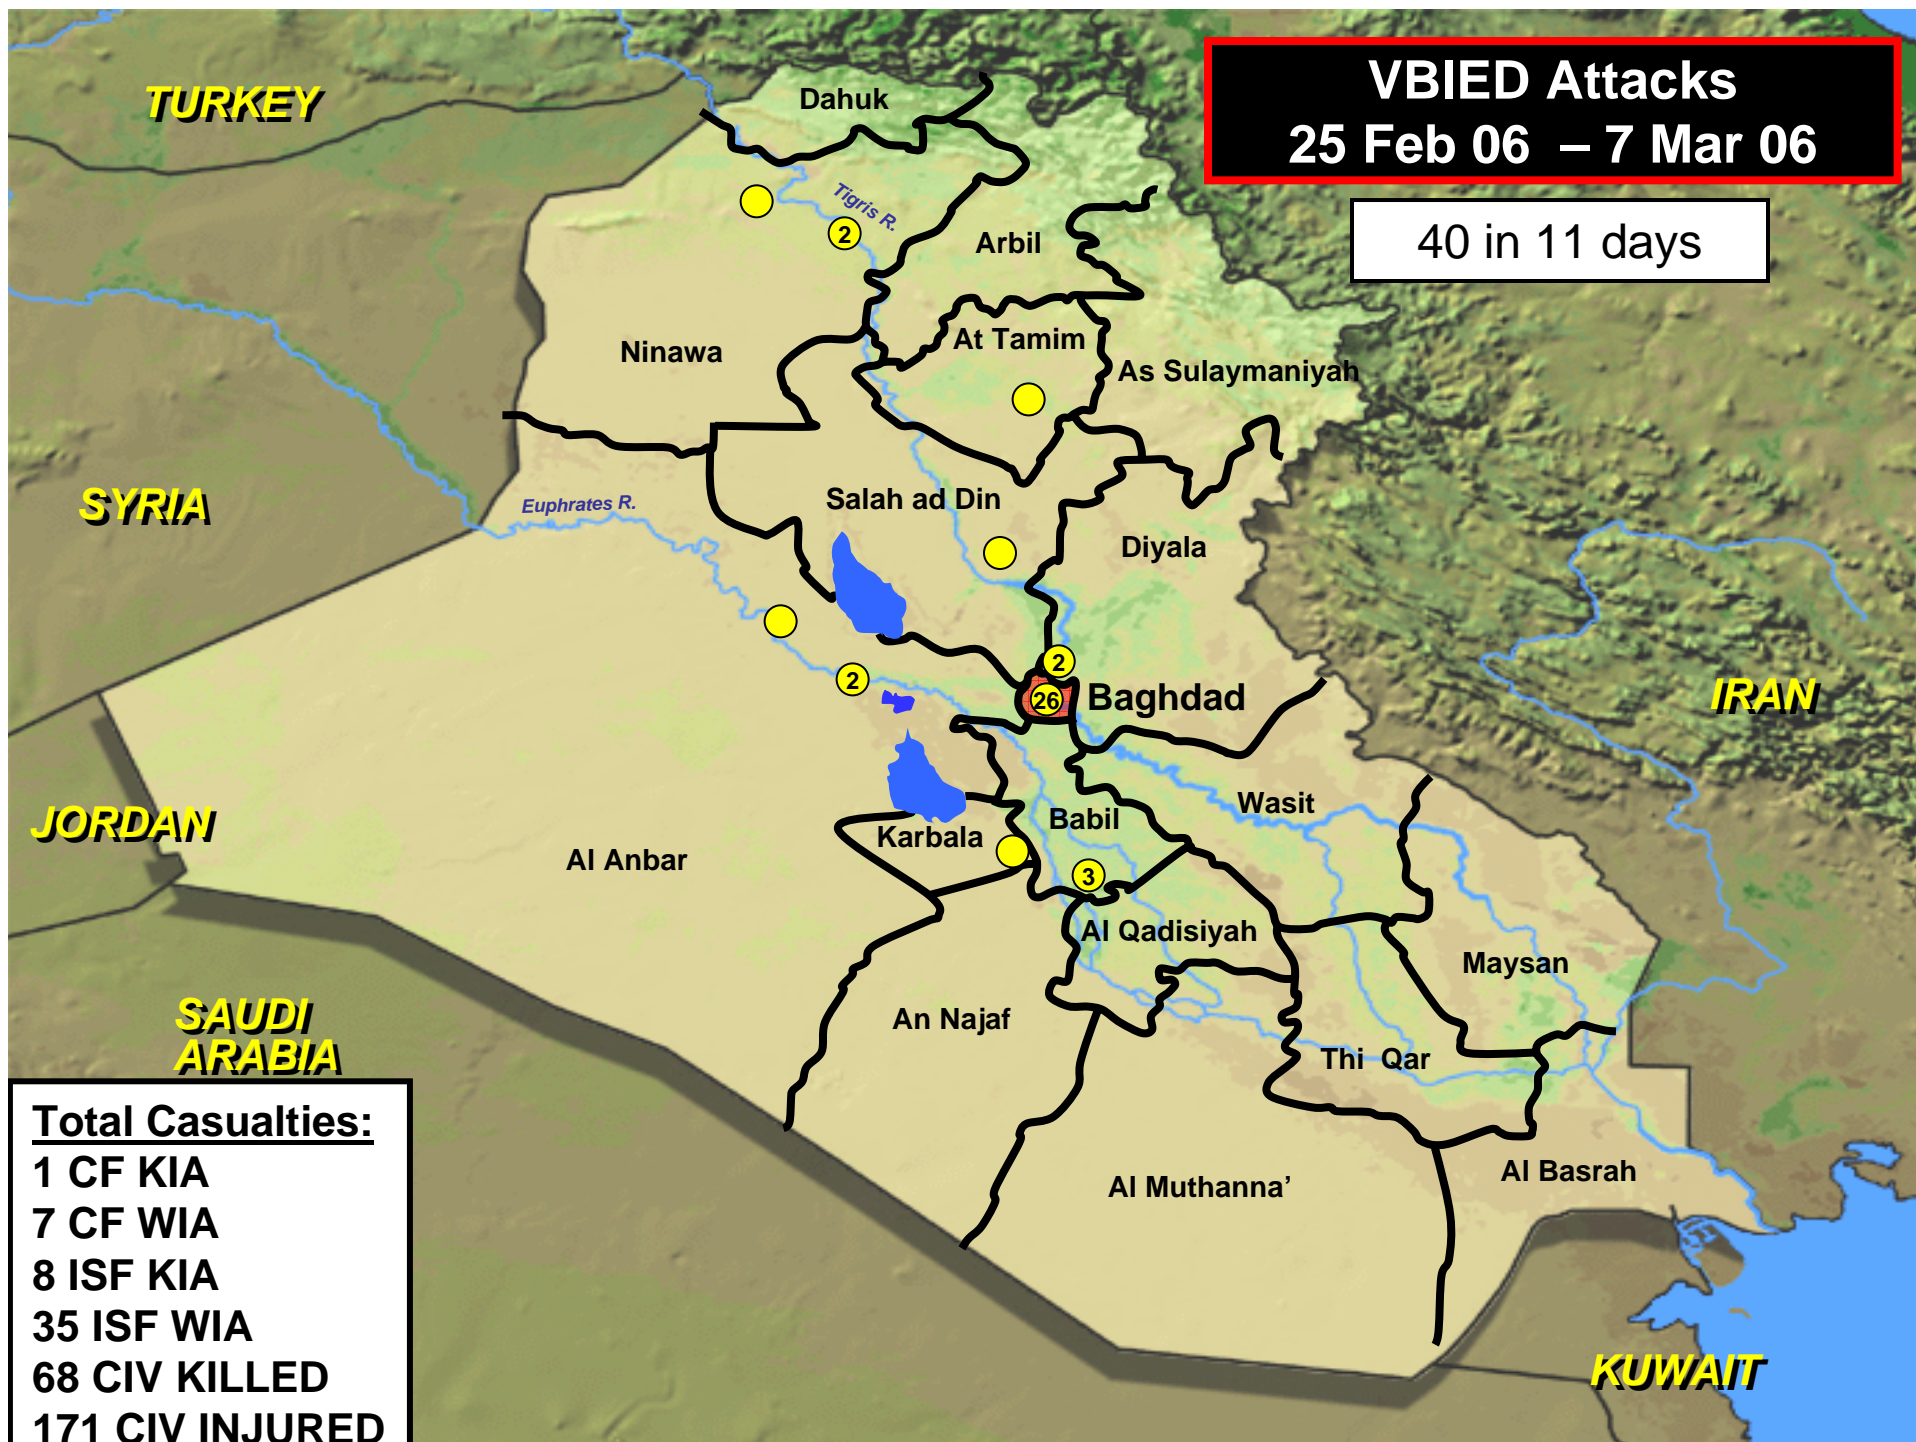 VBIED Attacks
25 Feb 06 – 7 Mar 06
40 in 11 days
TURKEY
Dahuk
Tigris R.
2
Arbil
Ninawa
At Tamim
As Sulaymaniyah
SYRIA
Euphrates R.
Salah ad Din
Diyala
2
2
26
Baghdad
IRAN
JORDAN
Al Anbar
Karbala
Babil
Wasit
3
Al Qadisiyah
Maysan
SAUDI
ARABIA
An Najaf
Thi Qar
Al Muthanna’
Al Basrah
KUWAIT
Total Casualties:
1 CF KIA
7 CF WIA
8 ISF KIA
35 ISF WIA
68 CIV KILLED
171 CIV INJURED